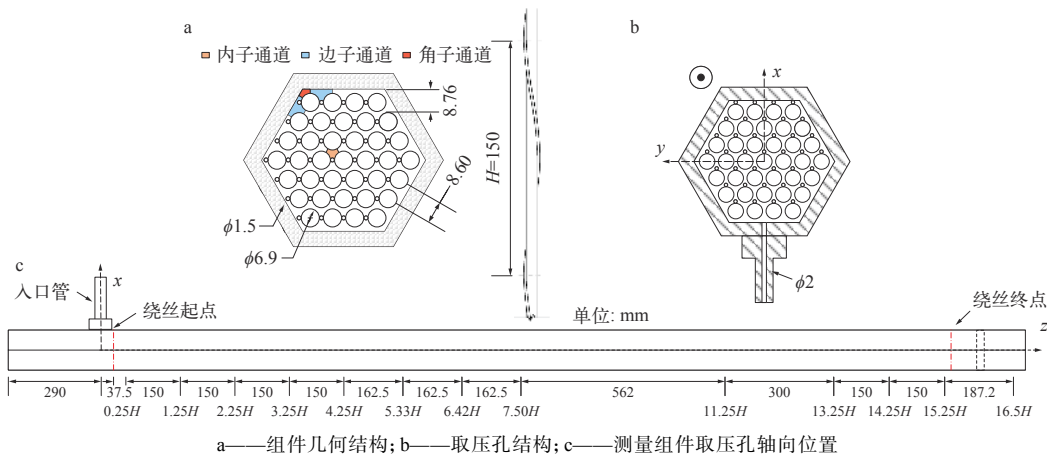 a
内子通道 边子通道 角子通道
8.76
8.60
ϕ1.5
ϕ6.9
H=150
b
x
y
ϕ2
c
入口管
x
绕丝起点
单位: mm
绕丝终点
z
290 37.5 150 150 150 150 162.5 162.5 162.5 562 300 150 150 187.2
0.25H 1.25H 2.25H 3.25H 4.25H 5.33H 6.42H 7.50H 11.25H 13.25H 14.25H 15.25H 16.5H
a——组件几何结构; b——取压孔结构; c——测量组件取压孔轴向位置